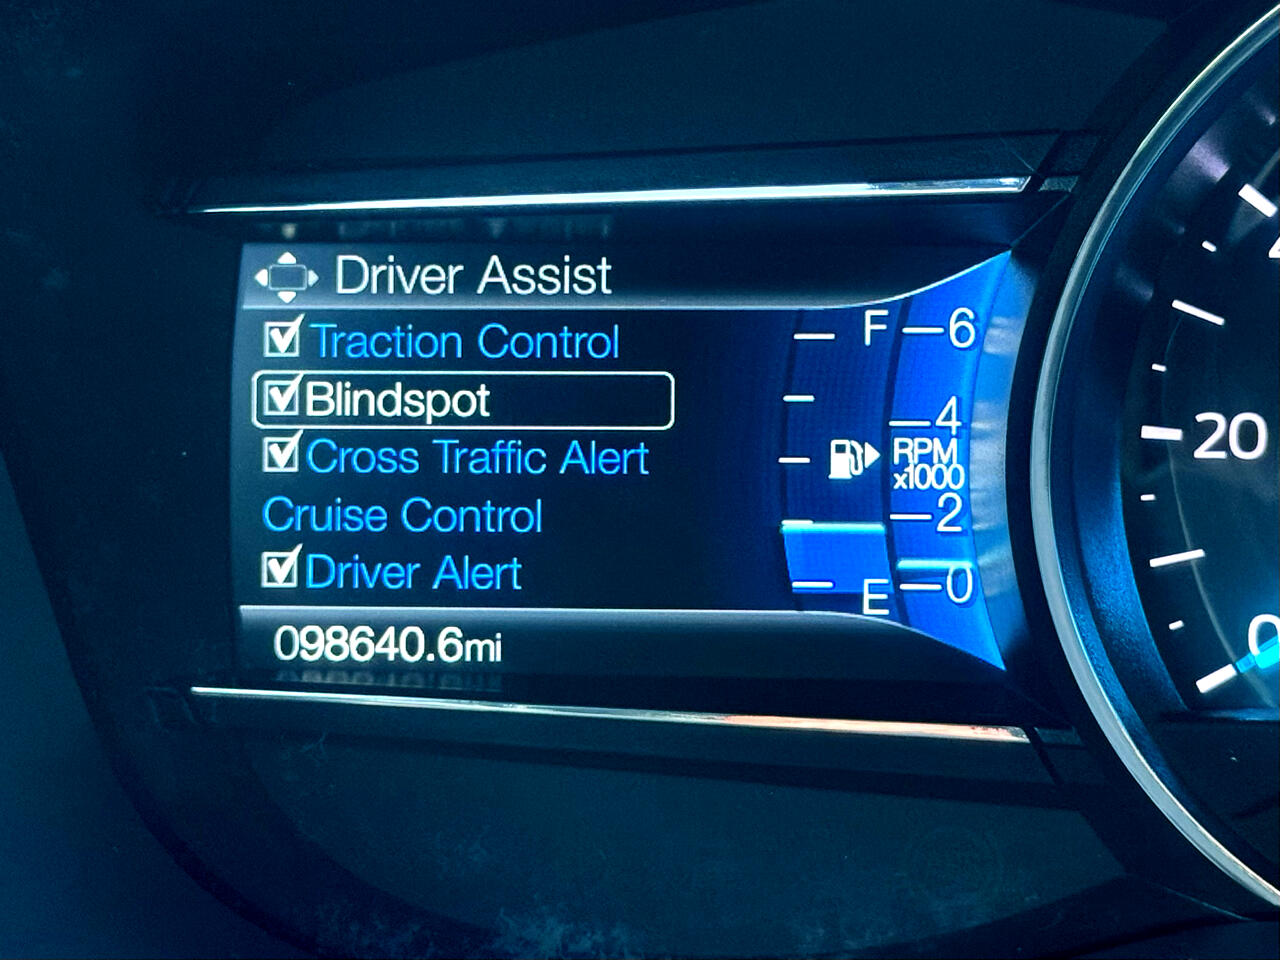 Driver Assist
Traction Control
Blindspot
Cross Traffic Alert
Cruise Control
Driver Alert
098640.6mi
F
E
6
4
RPM
x1000
2
0
20
0